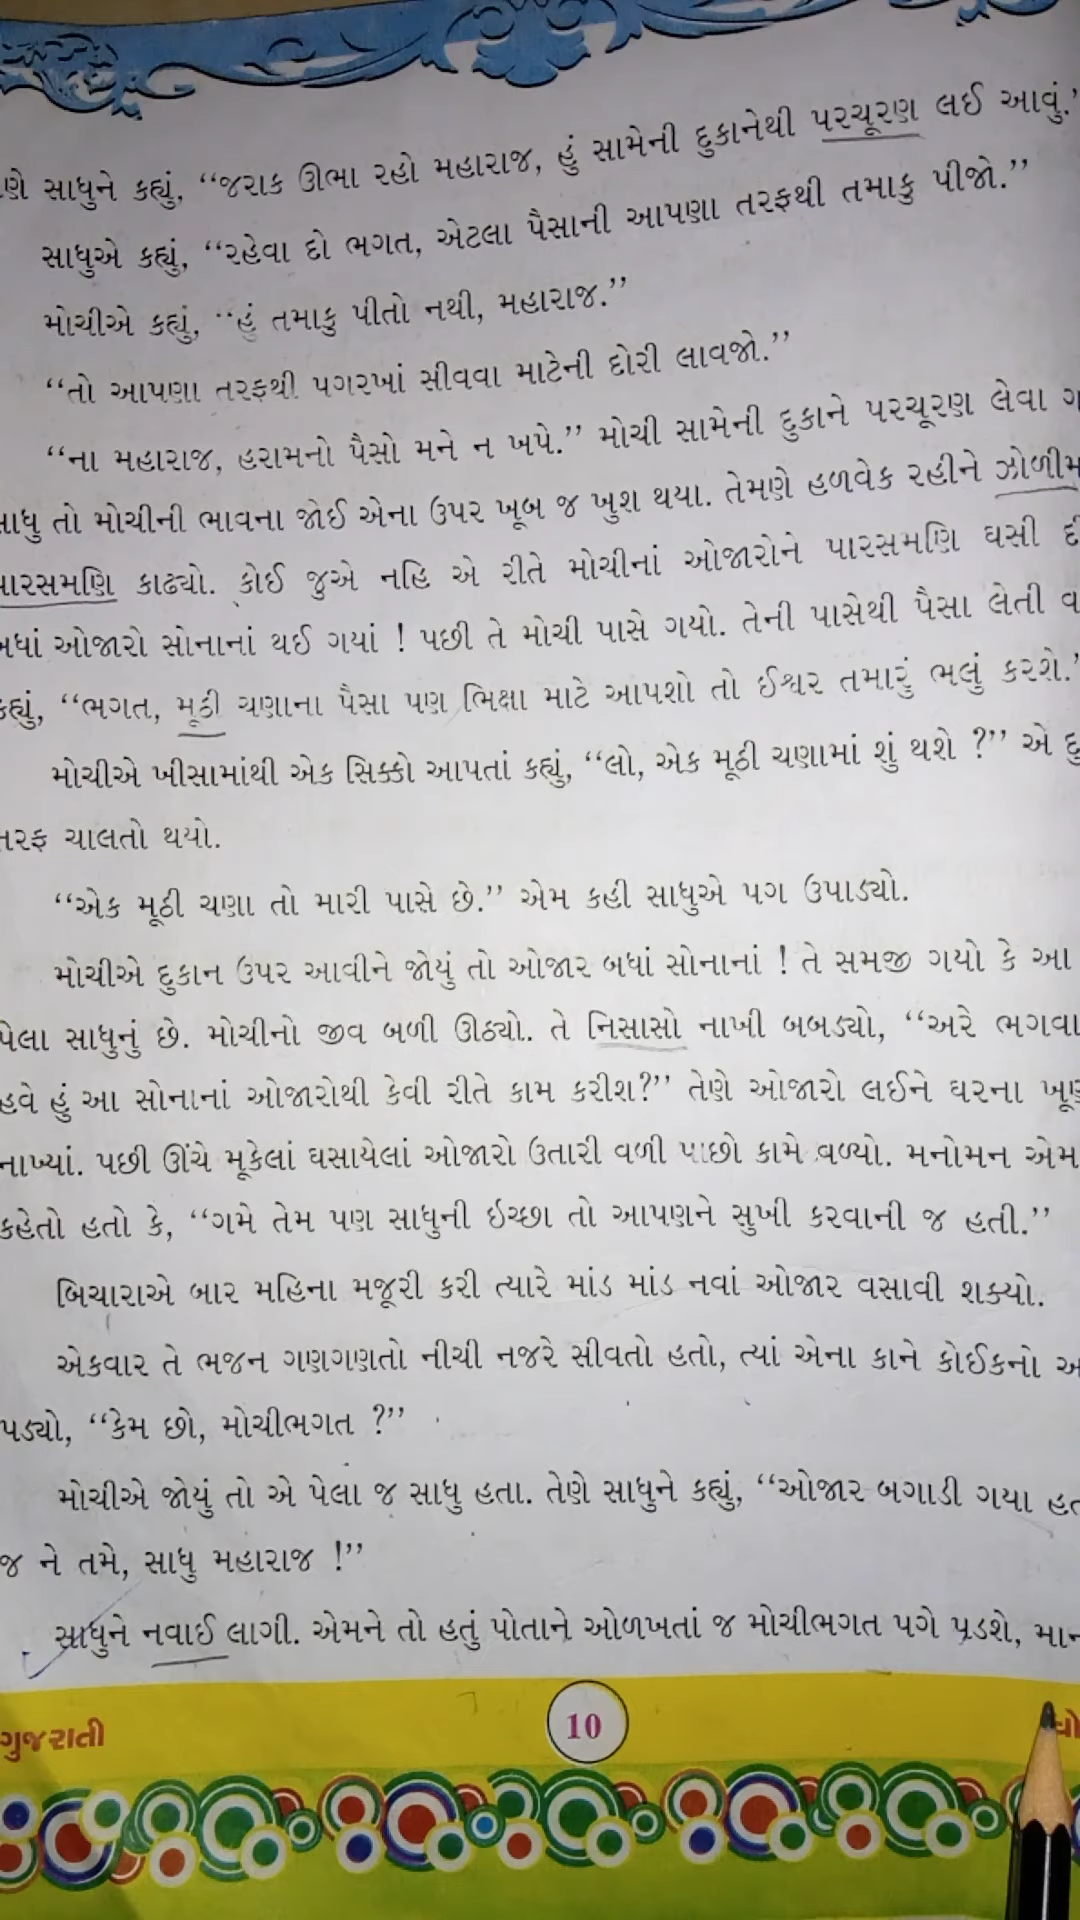 સાધુને કહ્યું, “જરાક ઊભા રહો મહારાજ, હું સામેની દુકાનેથી પરચૂરણ લઈ આવું.
સાધુએ કહ્યું, “રહેવા દો ભગત, એટલા પૈસાની આપણા તરફથી તમાકુ પીજો.”
મોચીએ કહ્યું, “હું તમાકુ પીતો નથી, મહારાજ.”
“તો આપણા તરફથી પગરખાં સીવવા માટેની દોરી લાવજો.”
“ના મહારાજ, હરામનો પૈસો મને ન ખપે.” મોચી સામેની દુકાને પરચૂરણ લેવા
તો મોચીની ભાવના જોઈ એના ઉપર ખૂબ જ ખુશ થયા. તેમણે હળવેક રહીને
કાઢ્યો. કોઈ જુએ નહિ એ રીતે મોચીનાં ઓજારોને પારસમણિ ઘસી
ઓજારો સોનાનાં થઈ ગયાં ! પછી તે મોચી પાસે ગયો. તેની પાસેથી પૈસા લેતી
“ભગત, મૂઠી ચણાના પૈસા પણ ભિક્ષા માટે આપશો તો ઈશ્વર તમારું ભલું કરશે.
મોચીએ ખીસામાંથી એક સિક્કો આપતાં કહ્યું, “લો, એક મૂઠી ચણામાં શું થશે ?” એ
ચાલતો થયો.
“એક મૂઠી ચણા તો મારી પાસે છે.” એમ કહી સાધુએ પગ ઉપાડ્યો.
મોચીએ દુકાન ઉપર આવીને જોયું તો ઓજાર બધાં સોનાનાં ! તે સમજી ગયો કે આ
પેલા સાધુનું છે. મોચીનો જીવ બળી ઊઠ્યો. તે નિસાસો નાખી બબડ્યો, “અરે
હવે હું આ સોનાનાં ઓજારોથી કેવી રીતે કામ કરીશ?” તેણે ઓજારો લઈને ઘરના
નાખ્યાં. પછી ઊંચે મૂકેલાં ઘસાયેલાં ઓજારો ઉતારી વળી પાછો કામે વળ્યો. મનોમન એમ
કહેતો હતો કે, “ગમે તેમ પણ સાધુની ઇચ્છા તો આપણને સુખી કરવાની જ હતી.”
બિચારાએ બાર મહિના મજૂરી કરી ત્યારે માંડ માંડ નવાં ઓજાર વસાવી શક્યો.
એકવાર તે ભજન ગણગણતો નીચી નજરે સીવતો હતો, ત્યાં એના કાને કોઈકનો
પડ્યો, “કેમ છો, મોચીભગત ?”
મોચીએ જોયું તો એ પેલા જ સાધુ હતા. તેણે સાધુને કહ્યું, “ઓજાર બગાડી ગયા
જ ને તમે, સાધુ મહારાજ !”
સાધુને નવાઈ લાગી. એમને તો હતું પોતાને ઓળખતાં જ મોચીભગત પગે પડશે,
ગુજરાતી
10